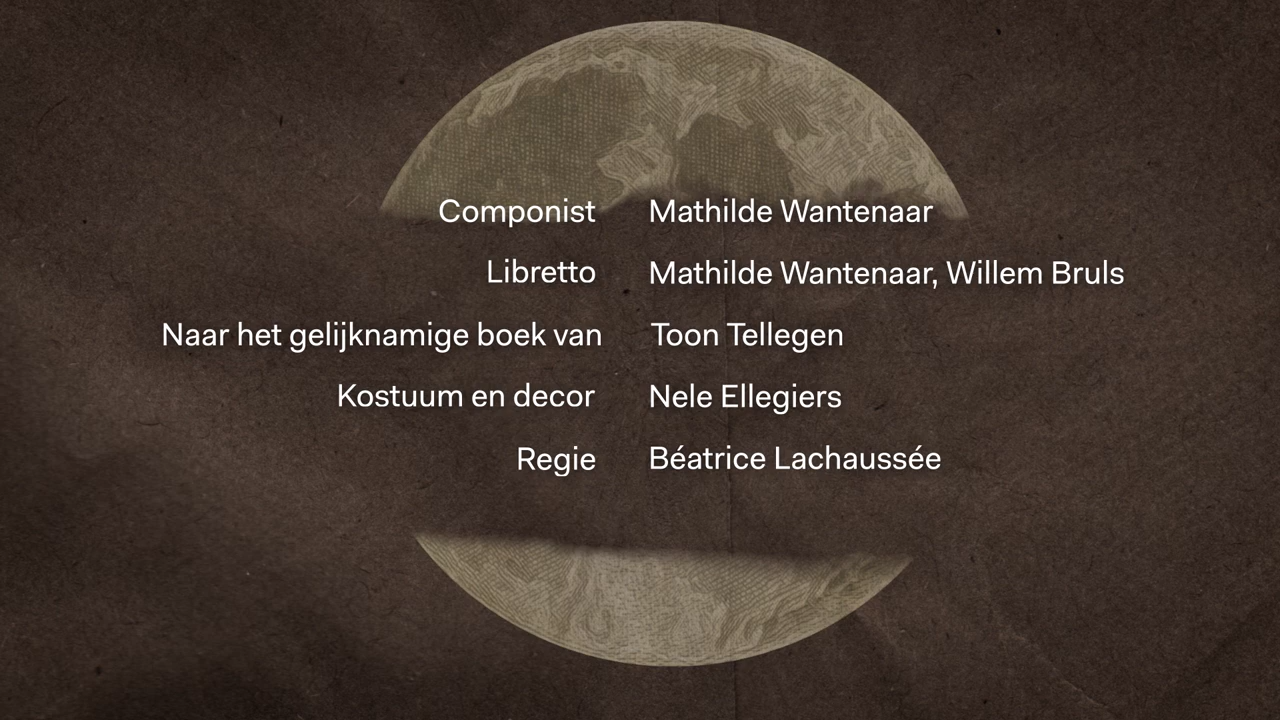 Componist Mathilde Wantenaar
Libretto Mathilde Wantenaar, Willem Bruls
Naar het gelijknamige boek van Toon Tellegen
Kostuum en decor Nele Ellegiers
Regie Béatrice Lachaussée